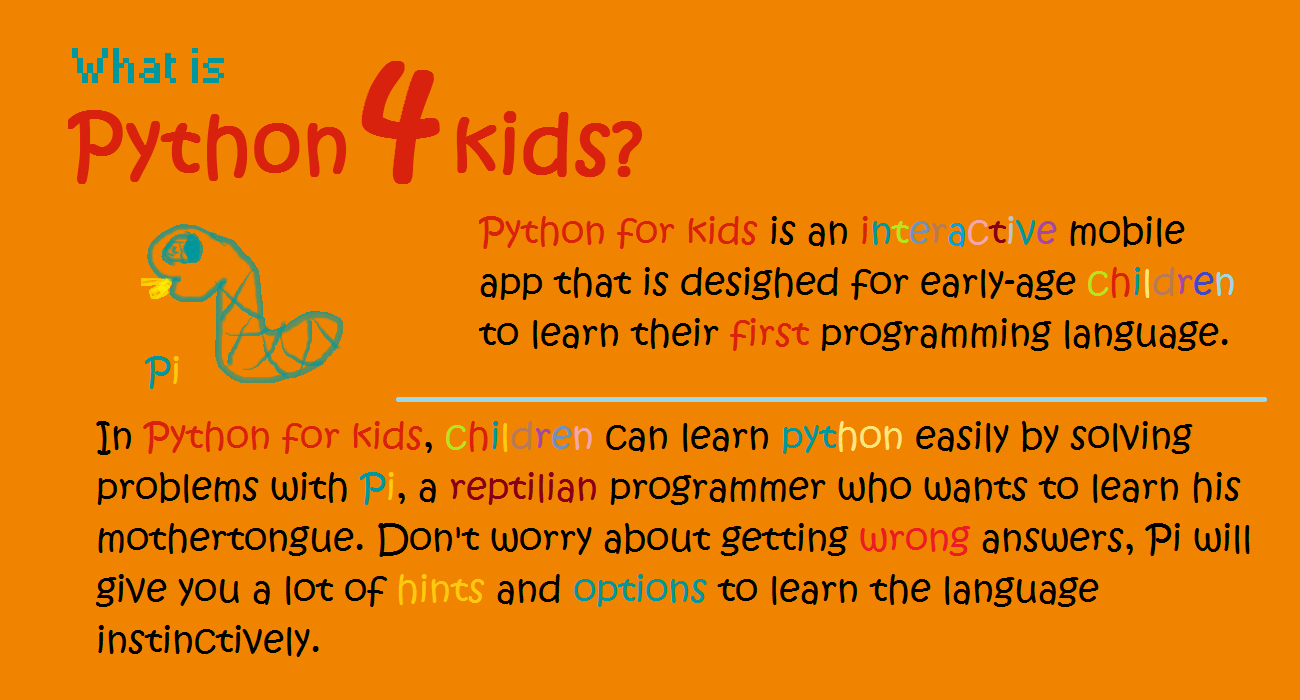 What is
Python 4 kids?
Python for kids is an interactive mobile
app that is desighed for early-age children
to learn their first programming language.
Pi
In Python for kids, children can learn python easily by solving
problems with Pi, a reptilian programmer who wants to learn his
mothertongue. Don't worry about getting wrong answers, Pi will
give you a lot of hints and options to learn the language
instinctively.